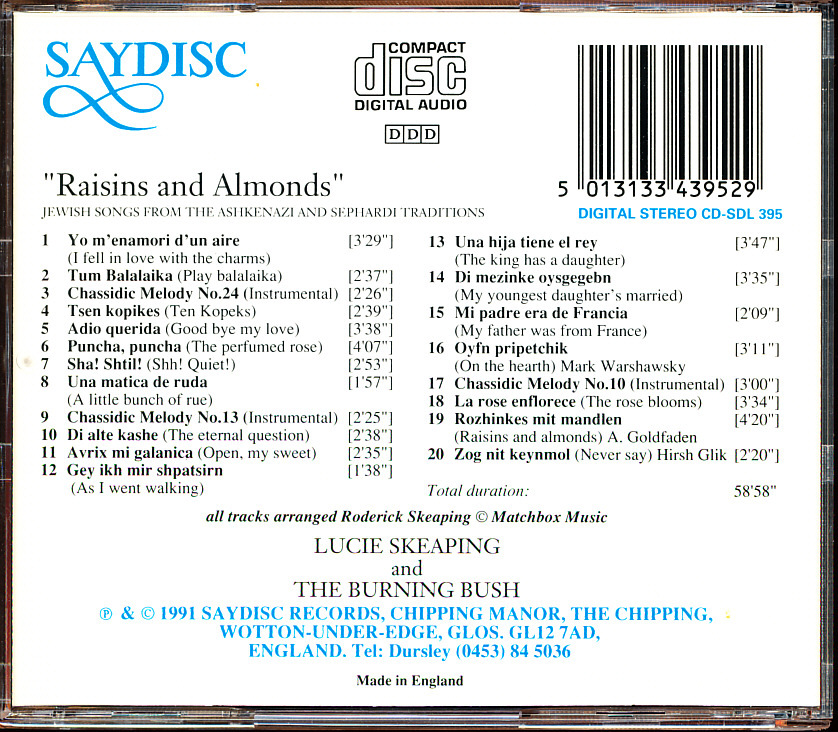 SAYDISC
COMPACT
disc
DIGITAL AUDIO
DDD
5 013133 439529
DIGITAL STEREO CD-SDL 395
"Raisins and Almonds"
JEWISH SONGS FROM THE ASHKENAZI AND SEPHARDI TRADITIONS
1 Yo m'enamori d'un aire [3'29"]
(I fell in love with the charms)
2 Tum Balalaika (Play balalaika) [2'37"]
3 Chassidic Melody No.24 (Instrumental) [2'26"]
4 Tsen kopikes (Ten Kopeks) [2'39"]
5 Adio querida (Good bye my love) [3'38"]
6 Puncha, puncha (The perfumed rose) [4'07"]
7 Sha! Shtil! (Shh! Quiet!) [2'53"]
8 Una matica de ruda [1'57"]
(A little bunch of rue)
9 Chassidic Melody No.13 (Instrumental) [2'25"]
10 Di alte kashe (The eternal question) [2'38"]
11 Avrix mi galanica (Open, my sweet) [2'35"]
12 Gey ikh mir shpatsirn [1'38"]
(As I went walking)
13 Una hija tiene el rey [3'47"]
(The king has a daughter)
14 Di mezinke oysgegebn [3'35"]
(My youngest daughter's married)
15 Mi padre era de Francia [2'09"]
(My father was from France)
16 Oyfn pripetchik [3'11"]
(On the hearth) Mark Warshawsky
17 Chassidic Melody No.10 (Instrumental) [3'00"]
18 La rose enflorece (The rose blooms) [3'34"]
19 Rozhinkes mit mandlen [4'20"]
(Raisins and almonds) A. Goldfaden
20 Zog nit keynmol (Never say) Hirsh Glik [2'20"]
Total duration: 58'58"
all tracks arranged Roderick Skeaping © Matchbox Music
LUCIE SKEAPING
and
THE BURNING BUSH
℗ & © 1991 SAYDISC RECORDS, CHIPPING MANOR, THE CHIPPING,
WOTTON-UNDER-EDGE, GLOS. GL12 7AD,
ENGLAND. Tel: Dursley (0453) 84 5036
Made in England